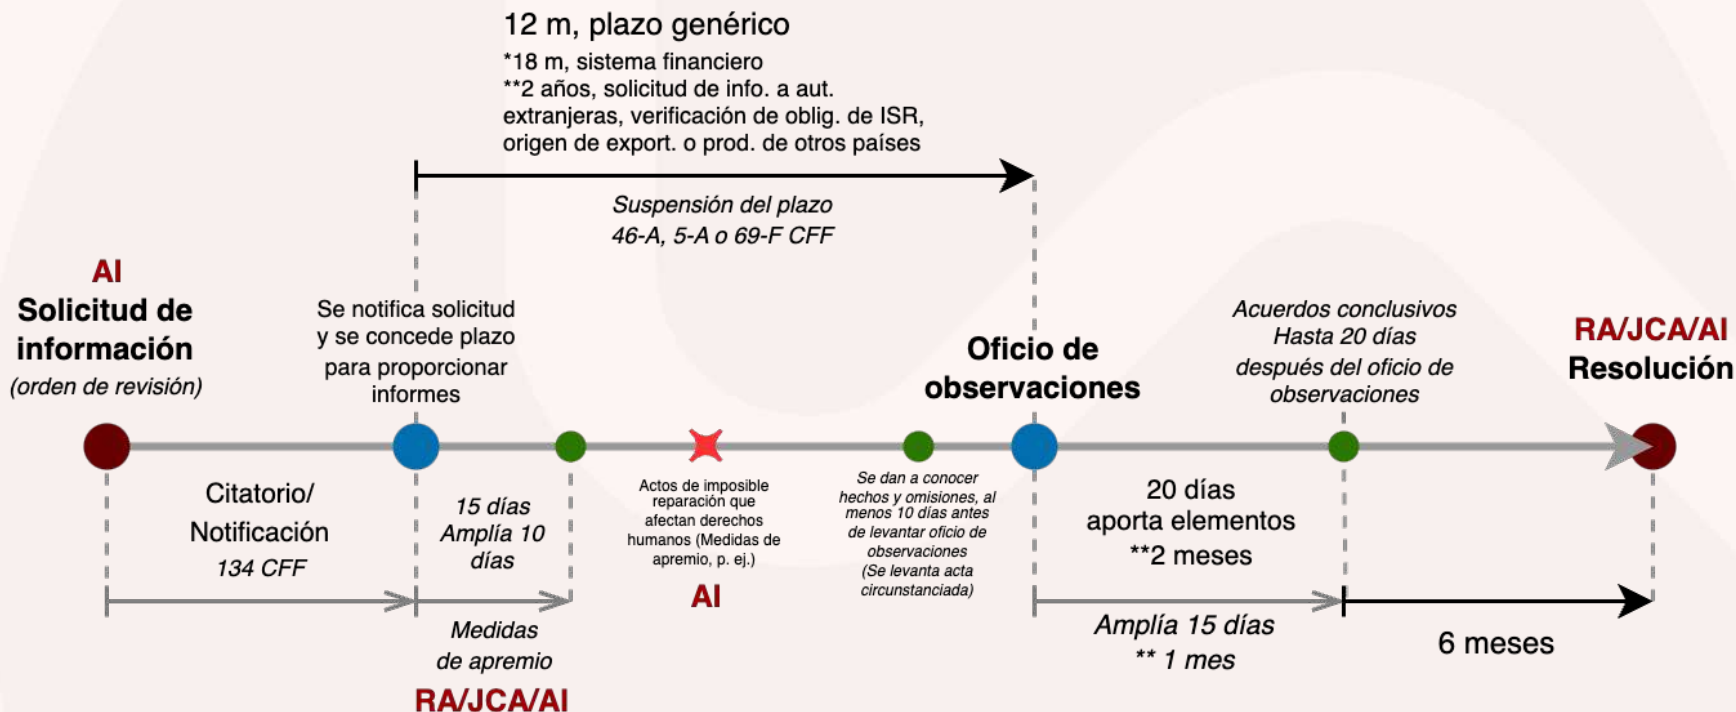 12 m, plazo genérico
*18 m, sistema financiero
**2 años, solicitud de info. a aut.
extranjeras, verificación de oblig. de ISR,
origen de export. o prod. de otros países
Suspensión del plazo
46-A, 5-A o 69-F CFF
AI
Solicitud de
información
(orden de revisión)
Se notifica solicitud
y se concede plazo
para proporcionar
informes
Oficio de
observaciones
Acuerdos conclusivos
Hasta 20 días
después del oficio de
observaciones
RA/JCA/AI
Resolución
Citatorio/
Notificación
134 CFF
15 días
Amplía 10
días
Medidas
de apremio
RA/JCA/AI
Actos de imposible
reparación que
afectan derechos
humanos (Medidas de
apremio, p. ej.)
AI
Se dan a conocer
hechos y omisiones, al
menos 10 días antes
de levantar oficio de
observaciones
(Se levanta acta
circunstanciada)
20 días
aporta elementos
**2 meses
Amplía 15 días
** 1 mes
6 meses